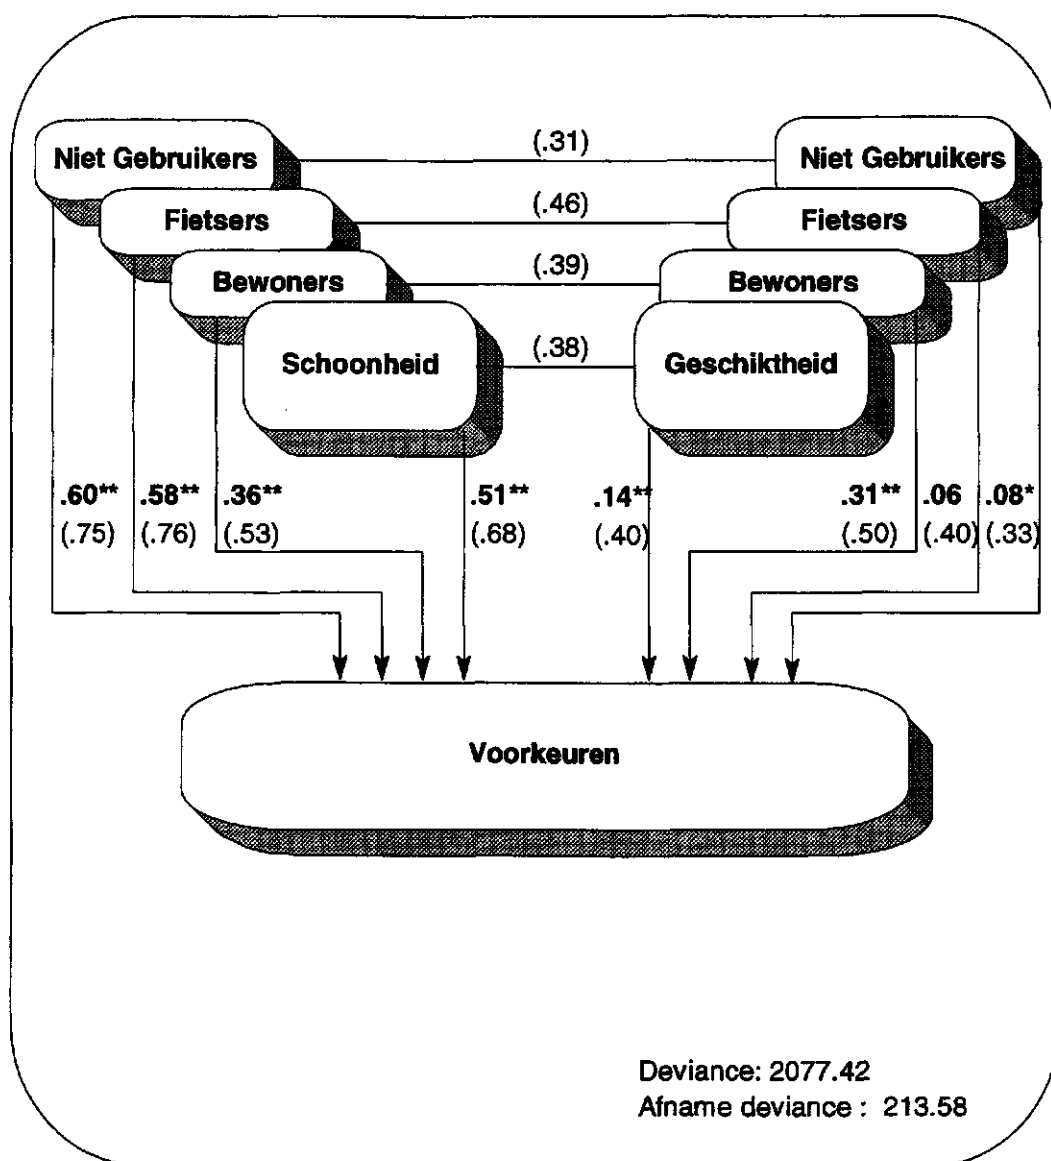 (.31)
Niet Gebruikers Niet Gebruikers
(.46)
Fietsers Fietsers
(.39)
Bewoners Bewoners
(.38)
Schoonheid Geschiktheid
.60** .58** .36** .51** .14** .31** .06 .08*
(.75) (.76) (.53) (.68) (.40) (.50) (.40) (.33)
Voorkeuren
Deviance: 2077.42
Afname deviance : 213.58